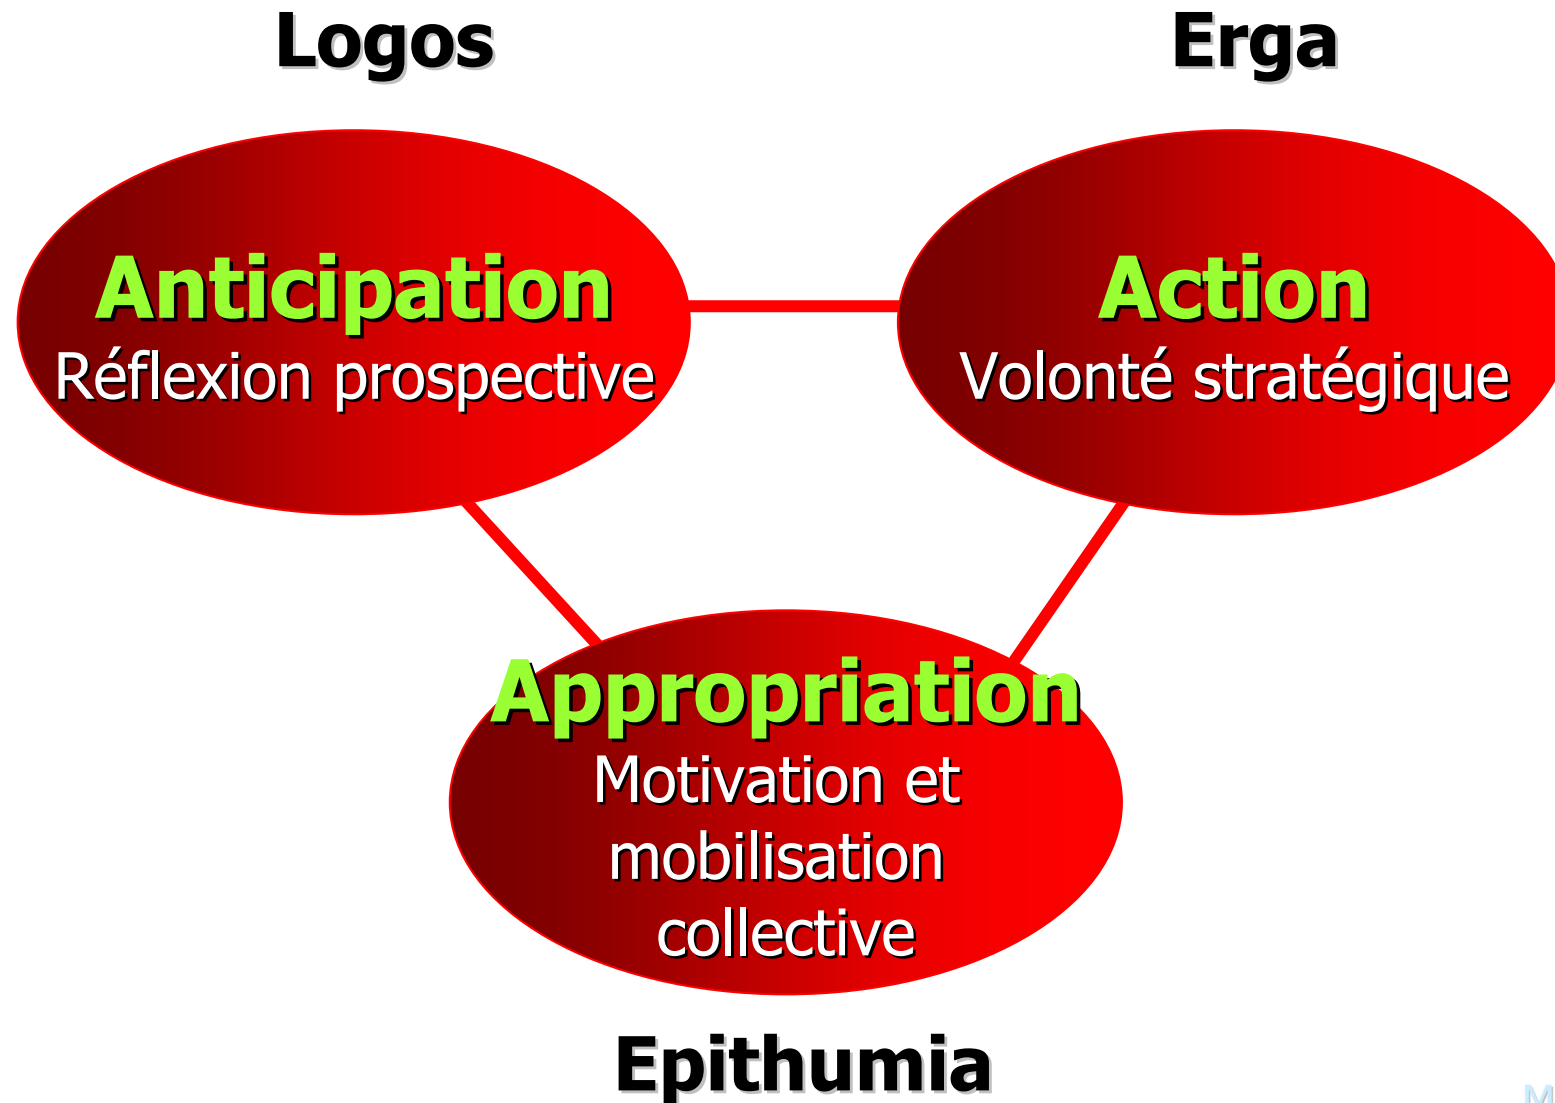 Logos
Erga
Anticipation
Réflexion prospective
Action
Volonté stratégique
Appropriation
Motivation et
mobilisation
collective
Epithumia
M